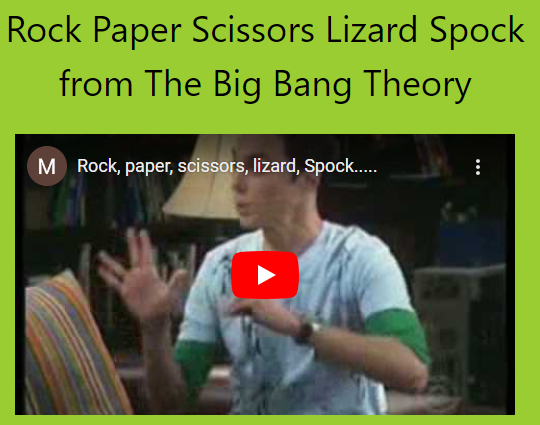 Rock Paper Scissors Lizard Spock
from The Big Bang Theory
M
Rock, paper, scissors, lizard, Spock.....